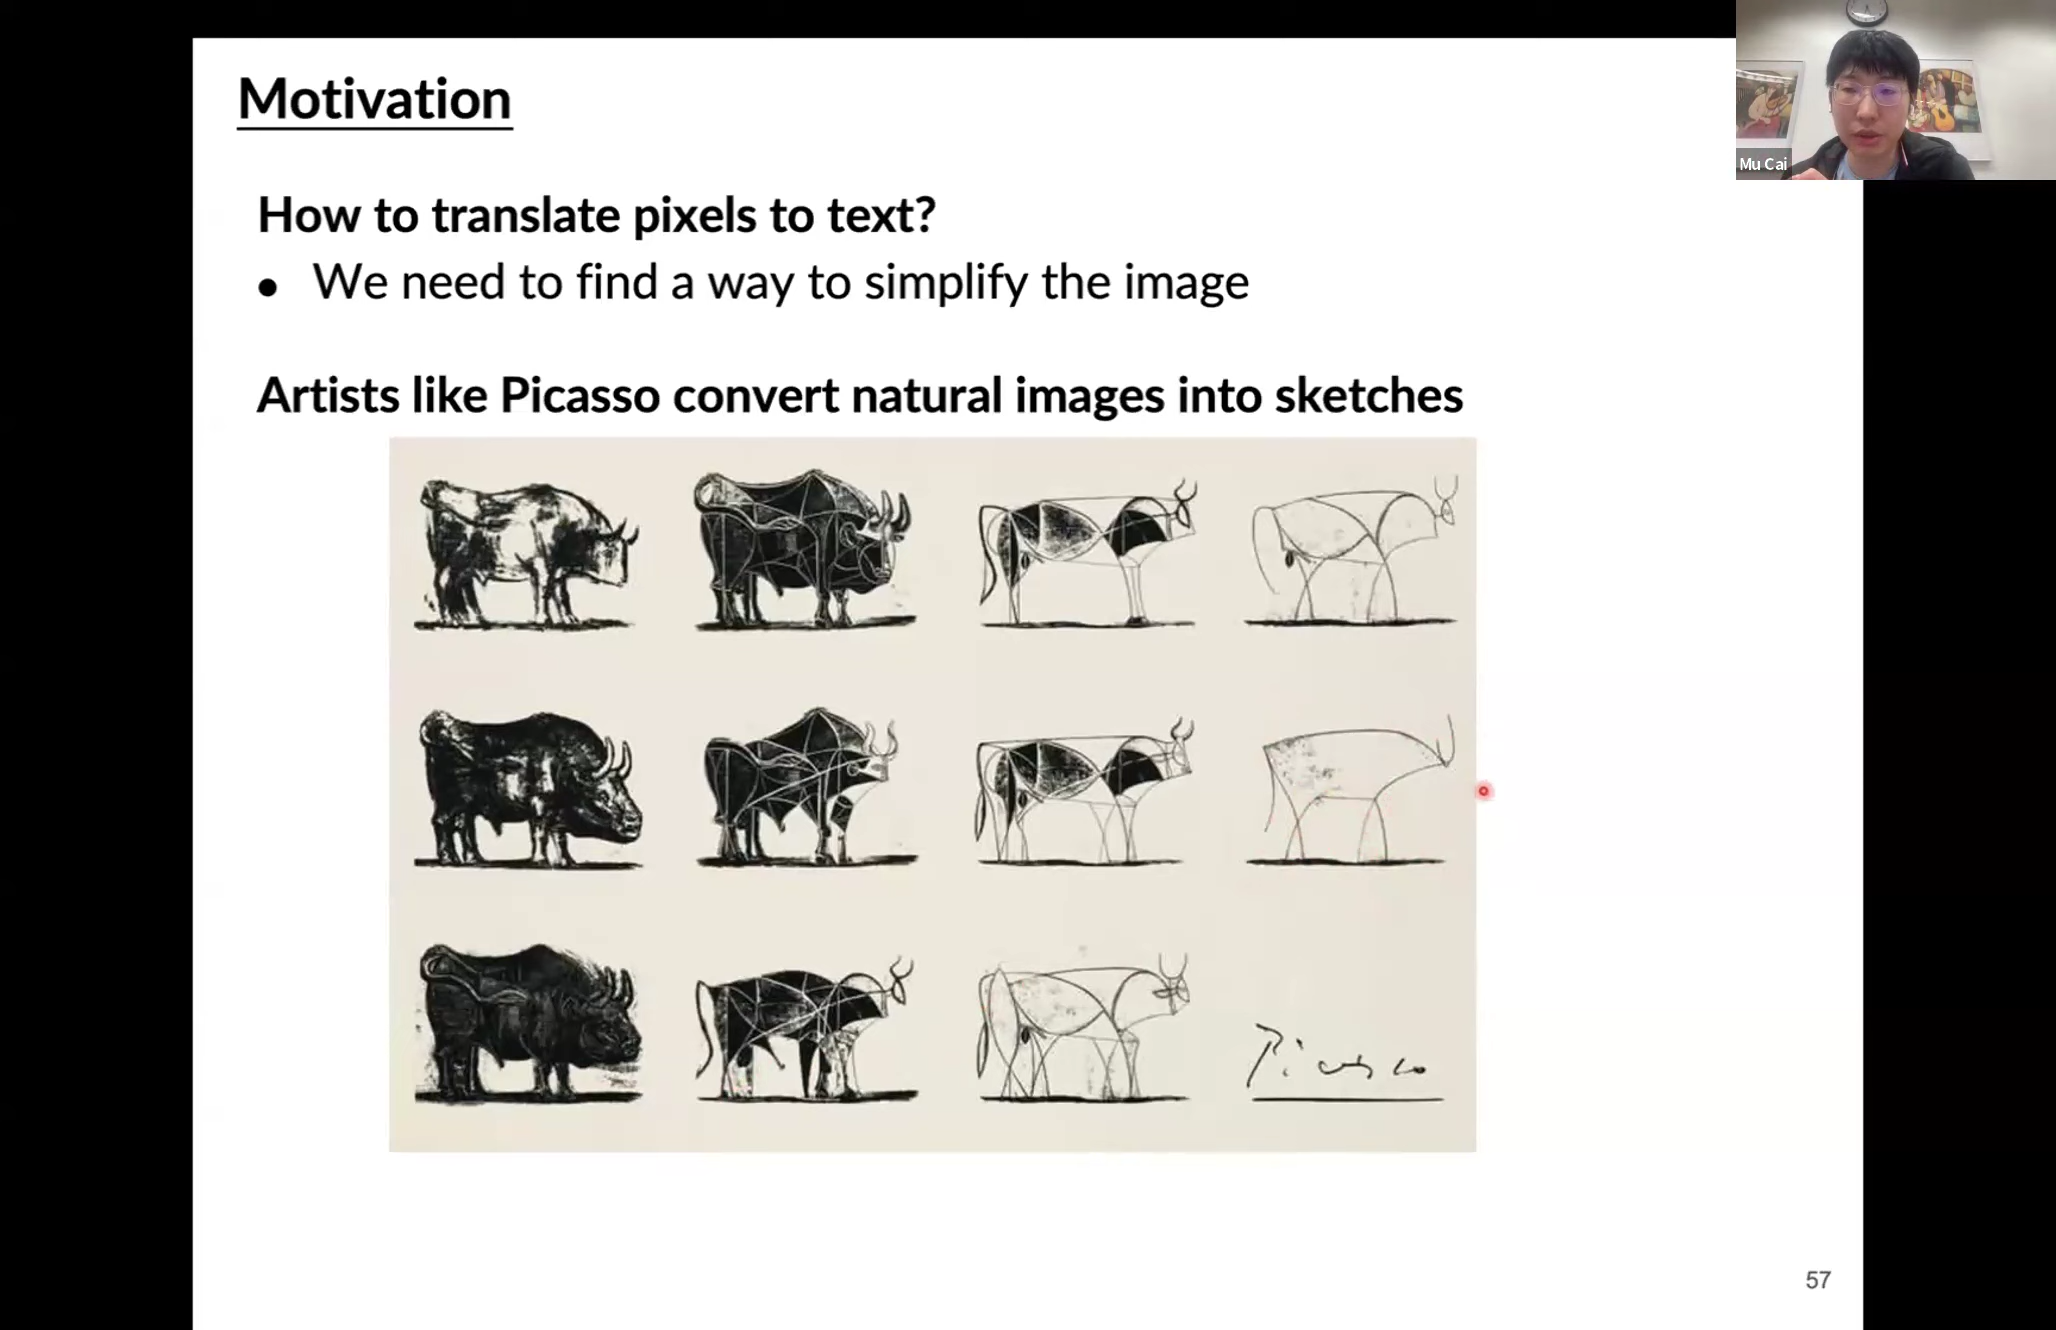 Motivation
Mu Cai
How to translate pixels to text?
● We need to find a way to simplify the image
Artists like Picasso convert natural images into sketches
Picasso
57